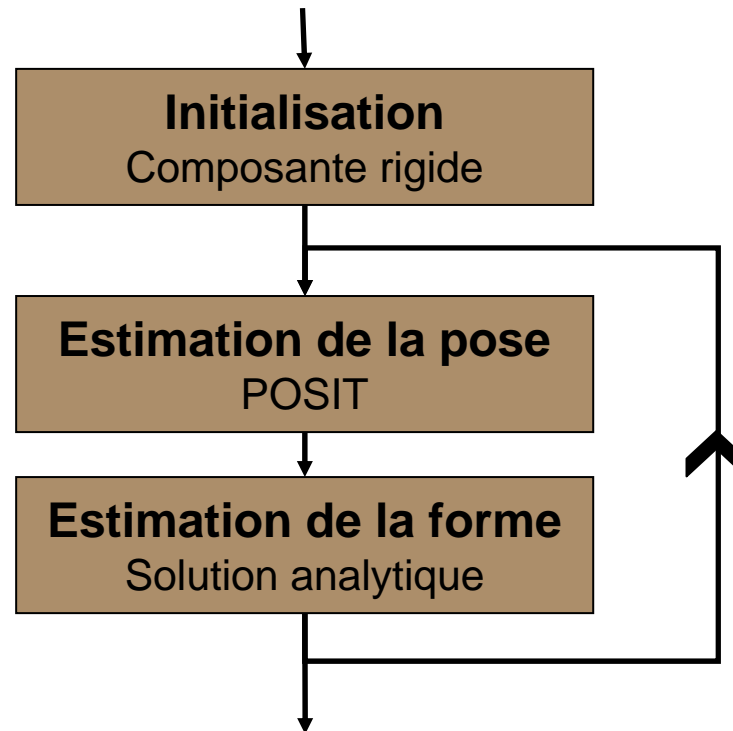 Initialisation
Composante rigide
Estimation de la pose
POSIT
Estimation de la forme
Solution analytique